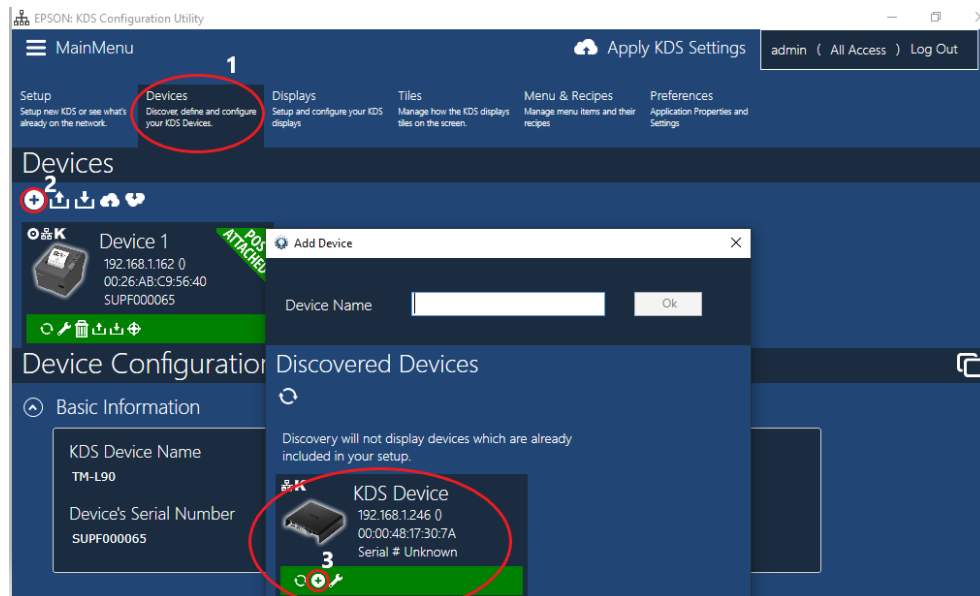 EPSON: KDS Configuration Utility
MainMenu
Apply KDS Settings
admin ( All Access ) Log Out
1
Setup
Setup new KDS or see what's
already on the network.
Devices
Discover, define and configure
your KDS Devices.
Displays
Setup and configure your KDS
displays
Tiles
Manage how the KDS displays
tiles on the screen.
Menu & Recipes
Manage menu items and their
recipes
Preferences
Application Properties and
Settings
Devices
2
K
Device 1
192.168.1.162 ()
00:26:AB:C9:56:40
SUPF000065
POS
ATTACHED
Add Device
Device Name
Ok
Device Configuration
Basic Information
KDS Device Name
TM-L90
Device's Serial Number
SUPF000065
Discovered Devices
Discovery will not display devices which are already
included in your setup.
K
KDS Device
192.168.1.246 ()
00:00:48:17:30:7A
Serial # Unknown
3